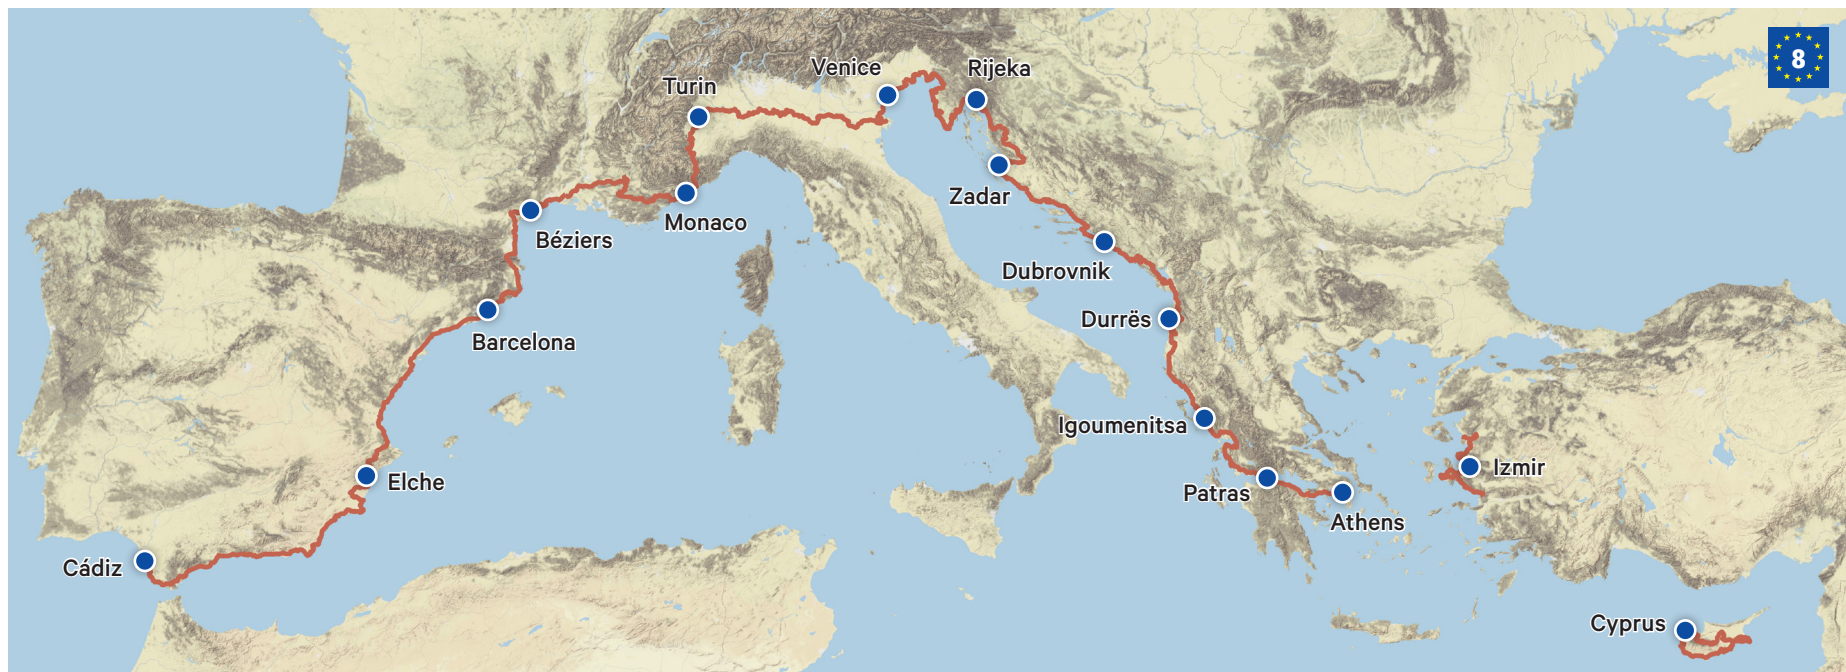 8
Venice
Rijeka
Turin
Zadar
Monaco
Béziers
Dubrovnik
Durrës
Barcelona
Igoumenitsa
Izmir
Elche
Patras
Athens
Cádiz
Cyprus